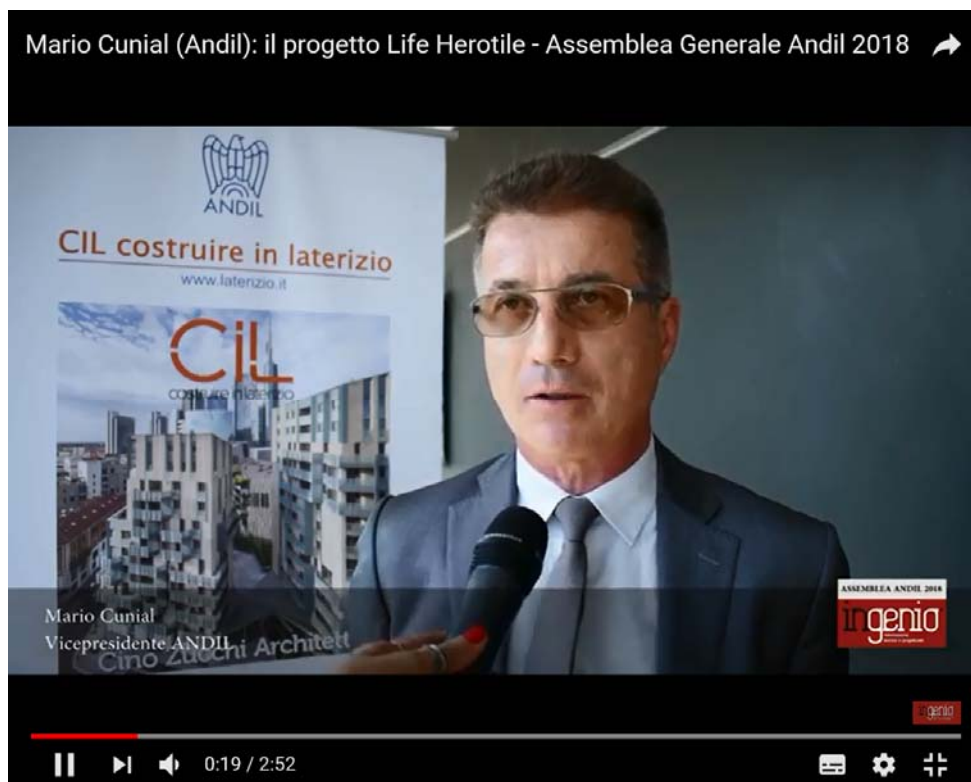 Mario Cunial (Andil): il progetto Life Herotile - Assemblea Generale Andil 2018
ANDIL
CIL costruire in laterizio
www.laterizio.it
CiL
costruire in laterizio
Mario Cunial
Vicepresidente ANDIL
Cino Zucchi Architett
ASSEMBLEA ANDIL 2018
ingenio
ingenio
0:19 / 2:52